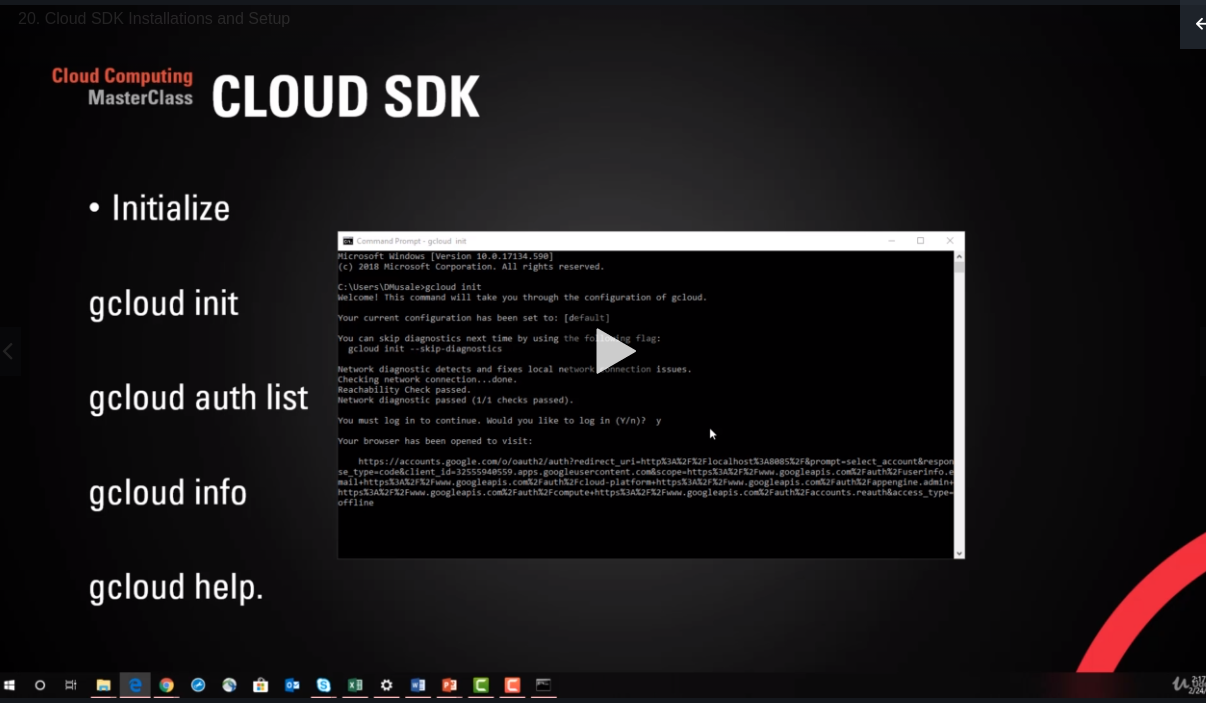 20. Cloud SDK Installations and Setup
Cloud Computing
MasterClass
CLOUD SDK
• Initialize
gcloud init
gcloud auth list
gcloud info
gcloud help.
Command Prompt - gcloud init
Microsoft Windows [Version 10.0.17134.590]
(c) 2018 Microsoft Corporation. All rights reserved.
C:\Users\DMusale>gcloud init
Welcome! This command will take you through the configuration of gcloud.
Your current configuration has been set to: [default]
You can skip diagnostics next time by using the following flag:
gcloud init --skip-diagnostics
Network diagnostic detects and fixes local network connection issues.
Checking network connection...done.
Reachability Check passed.
Network diagnostic passed (1/1 checks passed).
You must log in to continue. Would you like to log in (Y/n)? y
Your browser has been opened to visit:
https://accounts.google.com/o/oauth2/auth?redirect_uri=http%3A%2F%2Flocalhost%3A8085%2F&prompt=select_account&respon
se_type=code&client_id=32555940559.apps.googleusercontent.com&scope=https%3A%2F%2Fwww.googleapis.com%2Fauth%2Fuserinfo.e
mail+https%3A%2F%2Fwww.googleapis.com%2Fauth%2Fcloud-platform+https%3A%2F%2Fwww.googleapis.com%2Fauth%2Fappengine.admin+
https%3A%2F%2Fwww.googleapis.com%2Fauth%2Fcompute+https%3A%2F%2Fwww.googleapis.com%2Fauth%2Faccounts.reauth&access_type=
offline